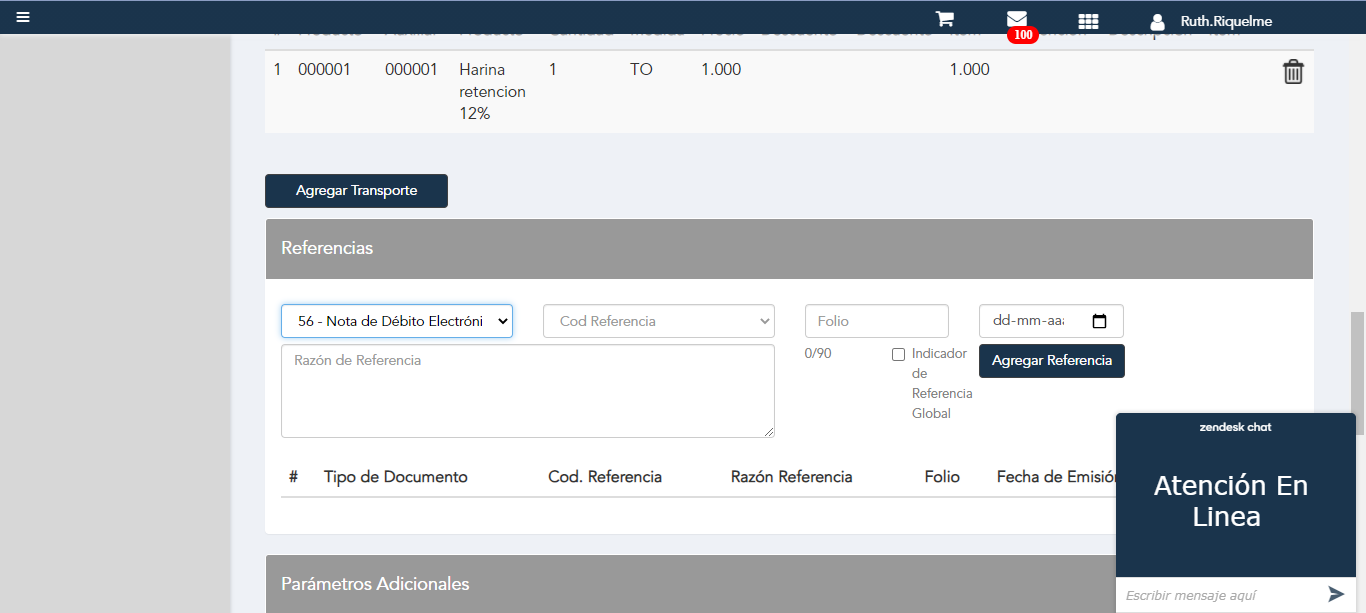 Ruth.Riquelme
100
1 000001 000001 Harina 1 TO 1.000 1.000
retencion
12%
Agregar Transporte
Referencias
56 - Nota de Débito Electróni Cod Referencia Folio dd-mm-aa
Razón de Referencia 0/90 Indicador Agregar Referencia
de
Referencia
Global
# Tipo de Documento Cod. Referencia Razón Referencia Folio Fecha de Emisión
Parámetros Adicionales
zendesk chat
Atención En
Linea
Escribir mensaje aquí